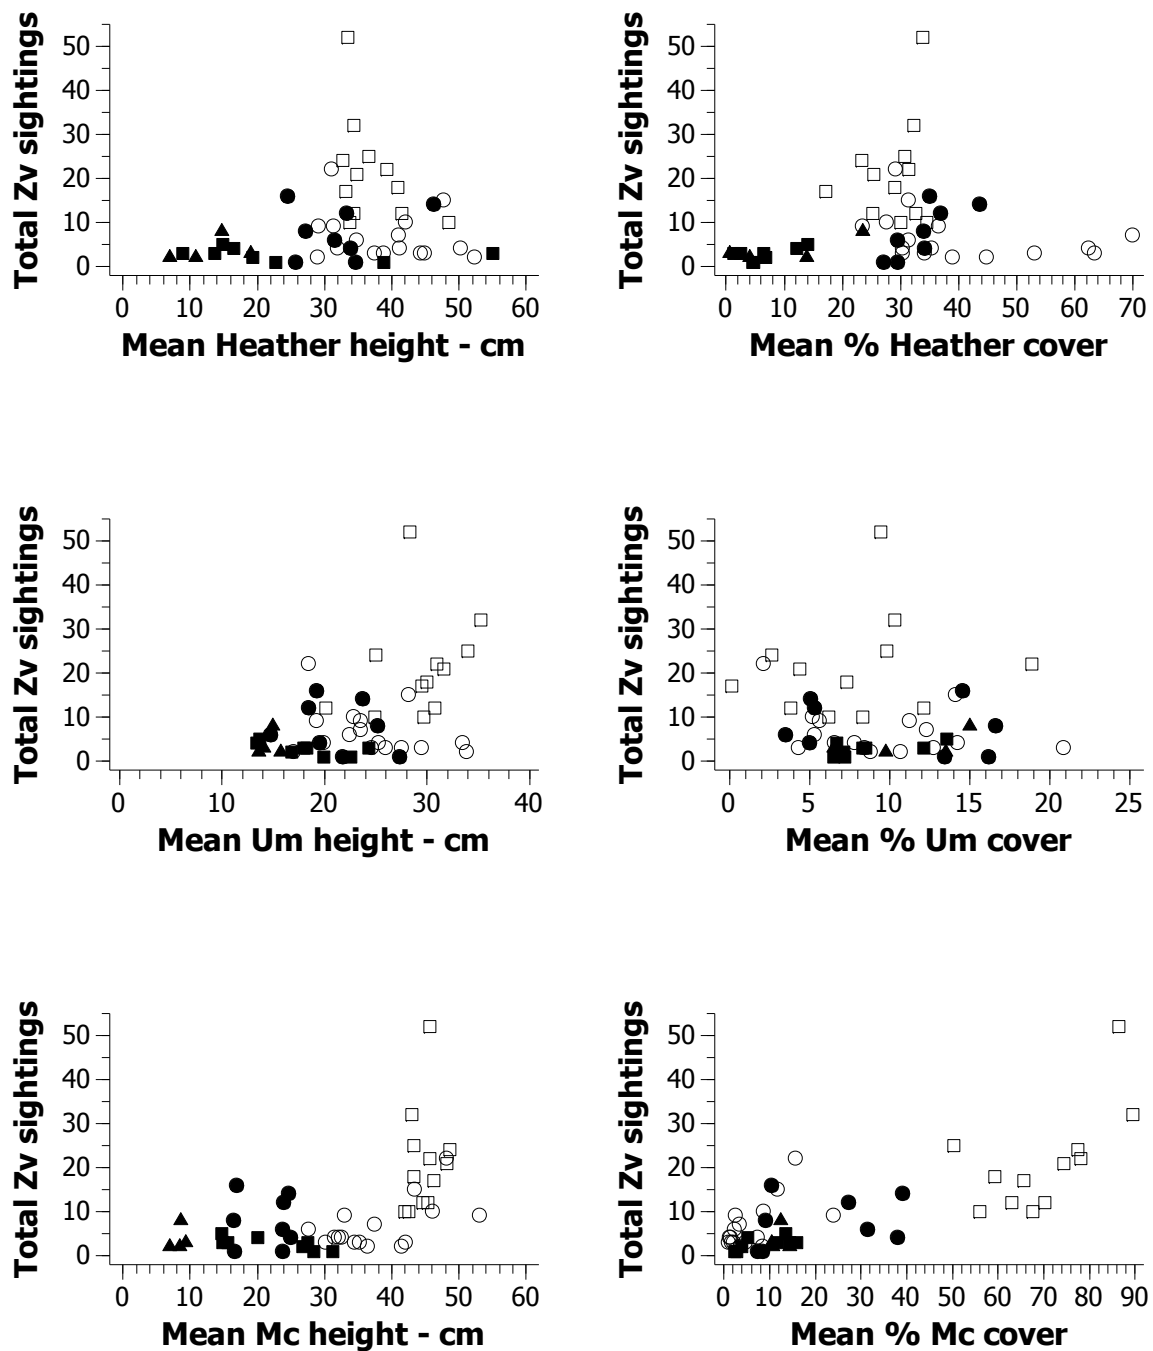 Total Zv sightings
50
40
30
20
10
0
0 10 20 30 40 50 60
Mean Heather height - cm
Total Zv sightings
50
40
30
20
10
0
0 10 20 30 40 50 60 70
Mean % Heather cover
Total Zv sightings
50
40
30
20
10
0
0 10 20 30 40
Mean Um height - cm
Total Zv sightings
50
40
30
20
10
0
0 5 10 15 20 25
Mean % Um cover
Total Zv sightings
50
40
30
20
10
0
0 10 20 30 40 50 60
Mean Mc height - cm
Total Zv sightings
50
40
30
20
10
0
0 10 20 30 40 50 60 70 80 90
Mean % Mc cover